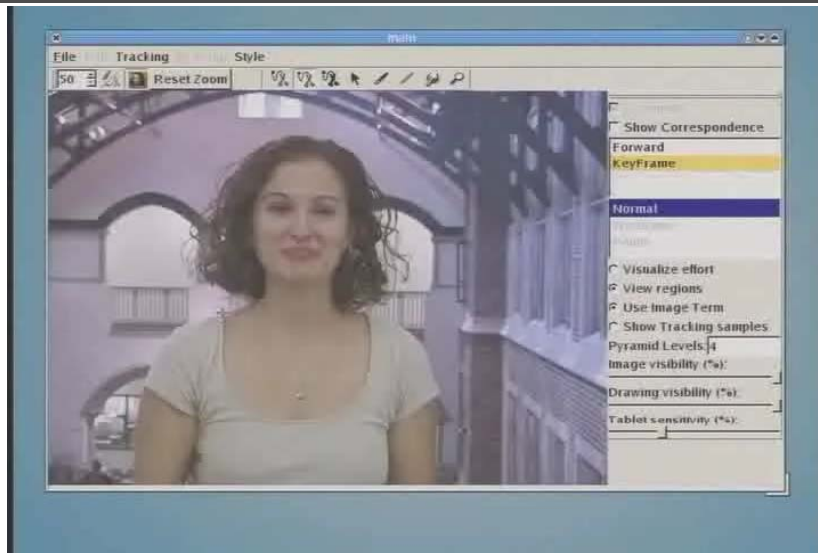 main
File Tracking Style
50 Reset Zoom
Show Correspondence
Forward
KeyFrame
Normal
Visualize effort
View regions
Use Image Term
Show Tracking samples
Pyramid Levels: 4
Image visibility (%):
Drawing visibility (%):
Tablet sensitivity (%):